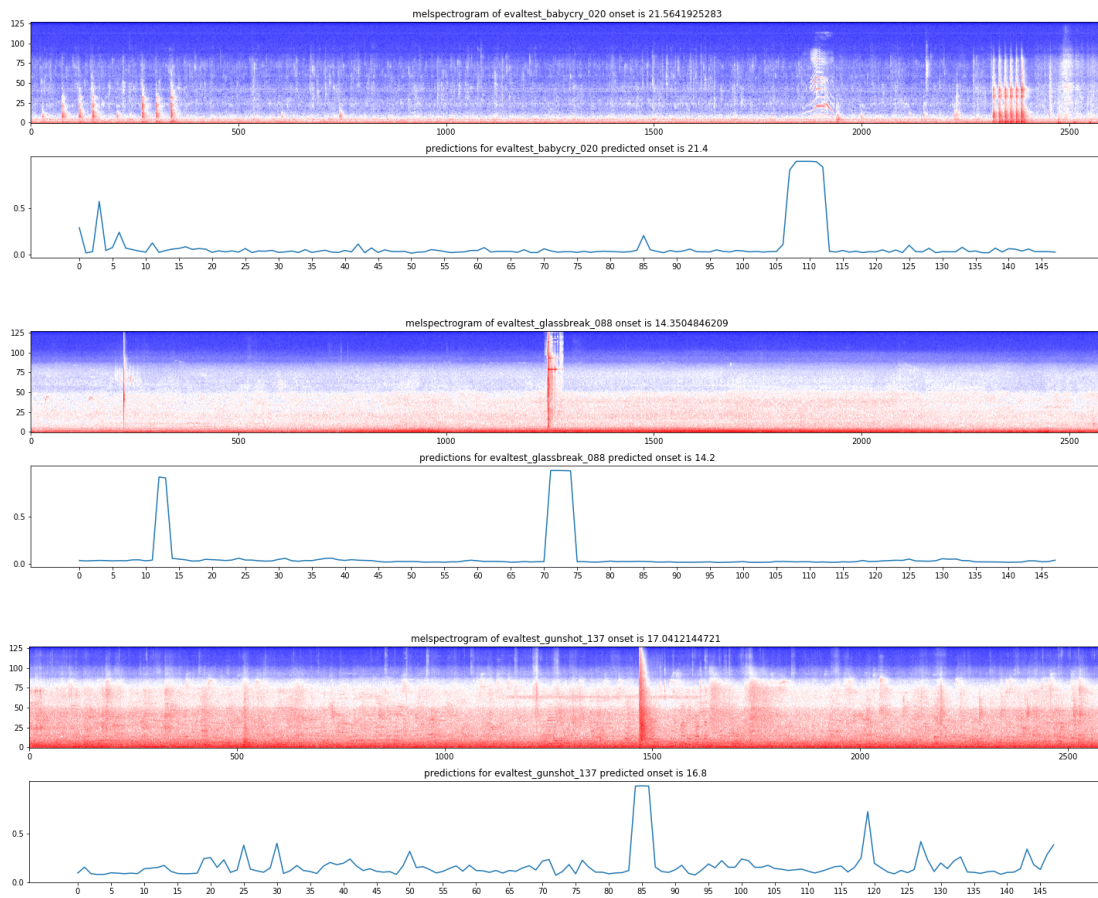 melspectrogram of evaltest_babycry_020 onset is 21.5641925283
125
100
75
50
25
0
0 500 1000 1500 2000 2500
predictions for evaltest_babycry_020 predicted onset is 21.4
0.5
0.0
0 5 10 15 20 25 30 35 40 45 50 55 60 65 70 75 80 85 90 95 100 105 110 115 120 125 130 135 140 145
melspectrogram of evaltest_glassbreak_088 onset is 14.3504846209
125
100
75
50
25
0
0 500 1000 1500 2000 2500
predictions for evaltest_glassbreak_088 predicted onset is 14.2
0.5
0.0
0 5 10 15 20 25 30 35 40 45 50 55 60 65 70 75 80 85 90 95 100 105 110 115 120 125 130 135 140 145
melspectrogram of evaltest_gunshot_137 onset is 17.0412144721
125
100
75
50
25
0
0 500 1000 1500 2000 2500
predictions for evaltest_gunshot_137 predicted onset is 16.8
0.5
0.0
0 5 10 15 20 25 30 35 40 45 50 55 60 65 70 75 80 85 90 95 100 105 110 115 120 125 130 135 140 145